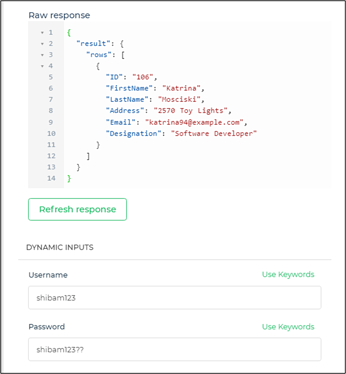 Raw response
1 {
2 "result": {
3 "rows": [
4 {
5 "ID": "106",
6 "FirstName": "Katrina",
7 "LastName": "Mosciski",
8 "Address": "2570 Toy Lights",
9 "Email": "katrina94@example.com",
10 "Designation": "Software Developer"
11 }
12 ]
13 }
14 }
Refresh response
DYNAMIC INPUTS
Username Use Keywords
shibam123
Password Use Keywords
shibam123??